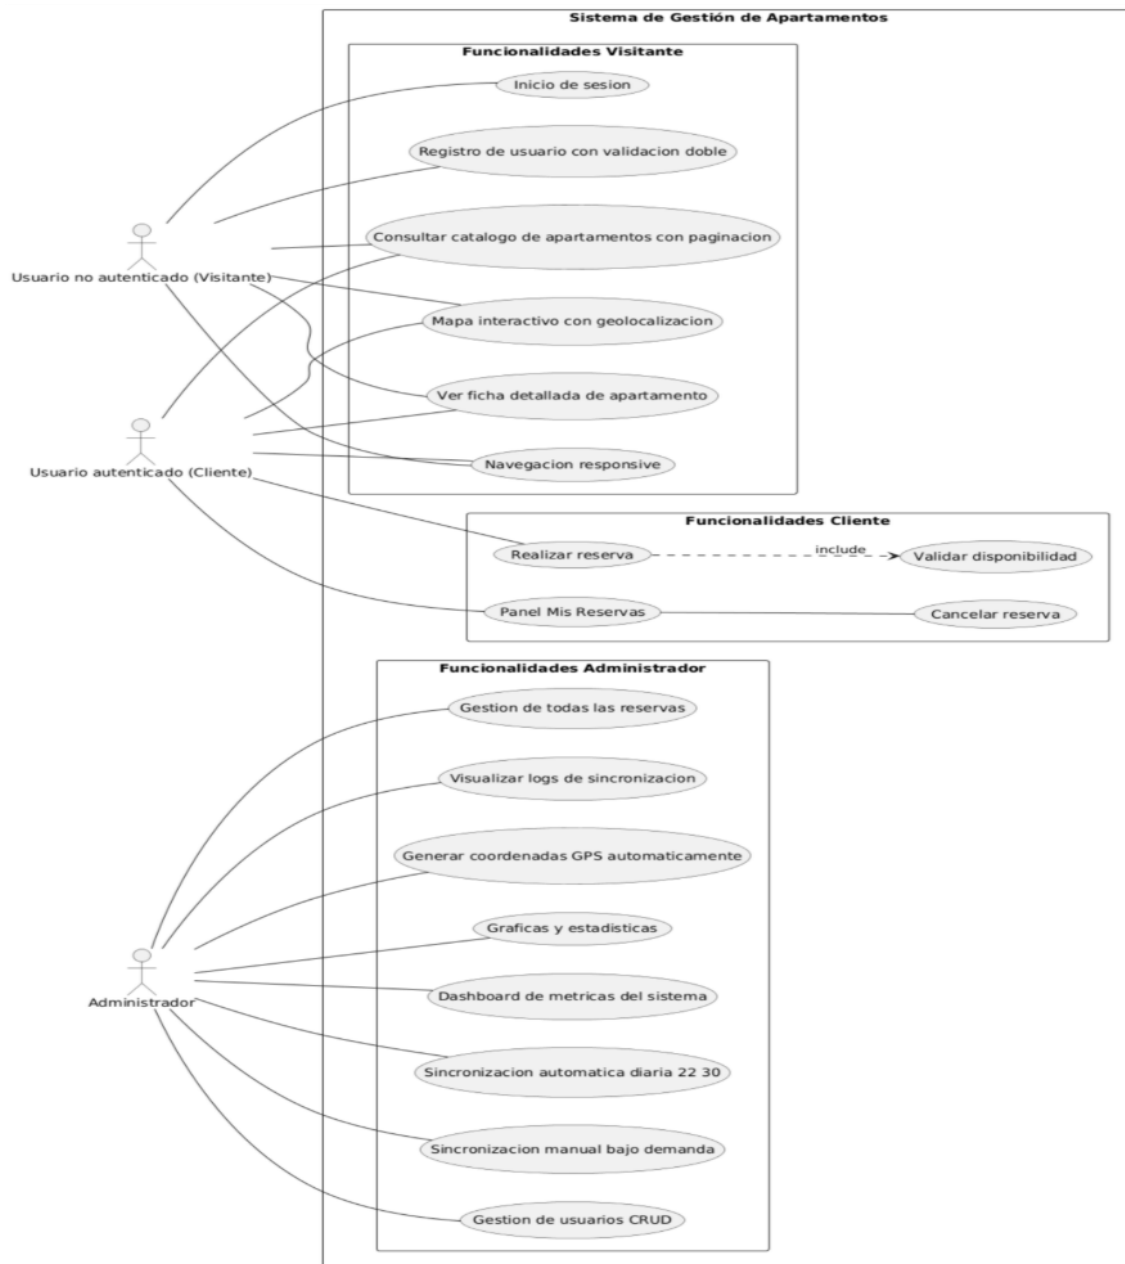 Sistema de Gestión de Apartamentos
Funcionalidades Visitante
Inicio de sesion
Registro de usuario con validacion doble
Consultar catalogo de apartamentos con paginacion
Usuario no autenticado (Visitante)
Mapa interactivo con geolocalizacion
Ver ficha detallada de apartamento
Usuario autenticado (Cliente)
Navegacion responsive
Funcionalidades Cliente
Realizar reserva
include
Validar disponibilidad
Panel Mis Reservas
Cancelar reserva
Funcionalidades Administrador
Gestion de todas las reservas
Visualizar logs de sincronizacion
Generar coordenadas GPS automaticamente
Graficas y estadisticas
Dashboard de metricas del sistema
Administrador
Sincronizacion automatica diaria 22 30
Sincronizacion manual bajo demanda
Gestion de usuarios CRUD